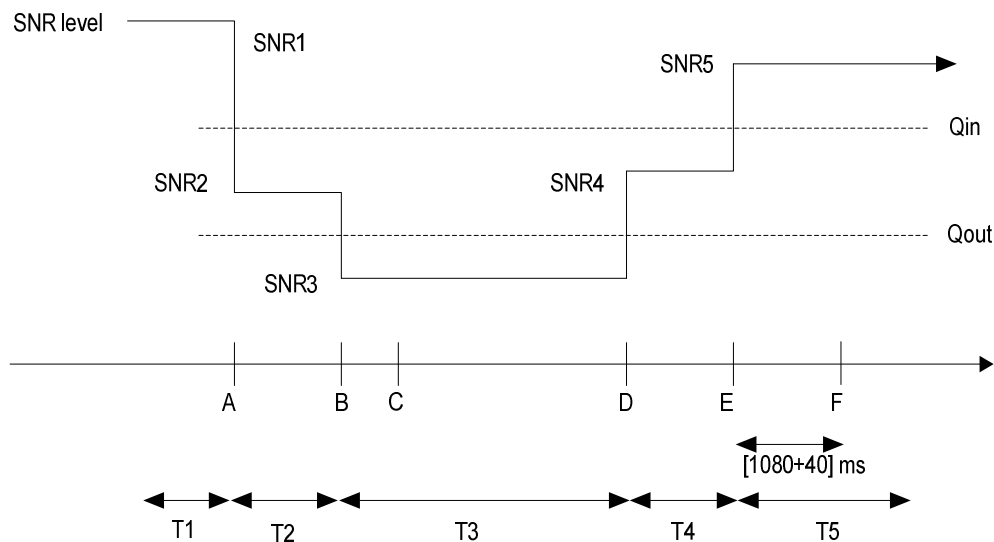 SNR level
SNR1
SNR5
Qin
SNR2
SNR4
Qout
SNR3
A B C D E F
[1080+40] ms
T1 T2 T3 T4 T5